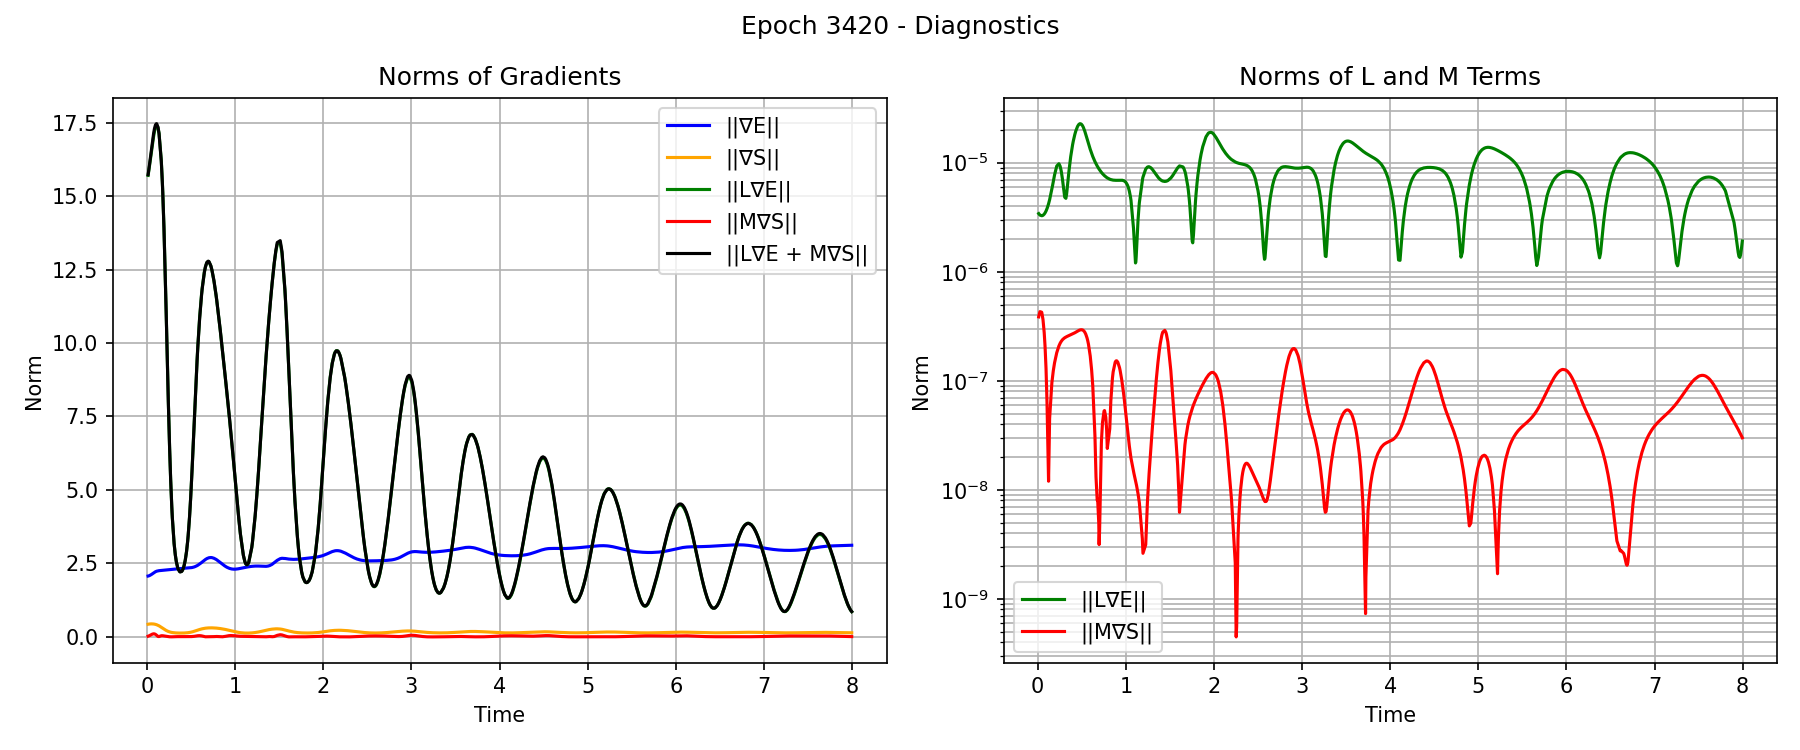 Epoch 3420 - Diagnostics
Norms of Gradients
17.5
15.0
12.5
10.0
7.5
5.0
2.5
0.0
Norm
0 1 2 3 4 5 6 7 8
Time
||∇E||
||∇S||
||L∇E||
||M∇S||
||L∇E + M∇S||
Norms of L and M Terms
10⁻⁵
10⁻⁶
10⁻⁷
10⁻⁸
10⁻⁹
Norm
0 1 2 3 4 5 6 7 8
Time
||L∇E||
||M∇S||